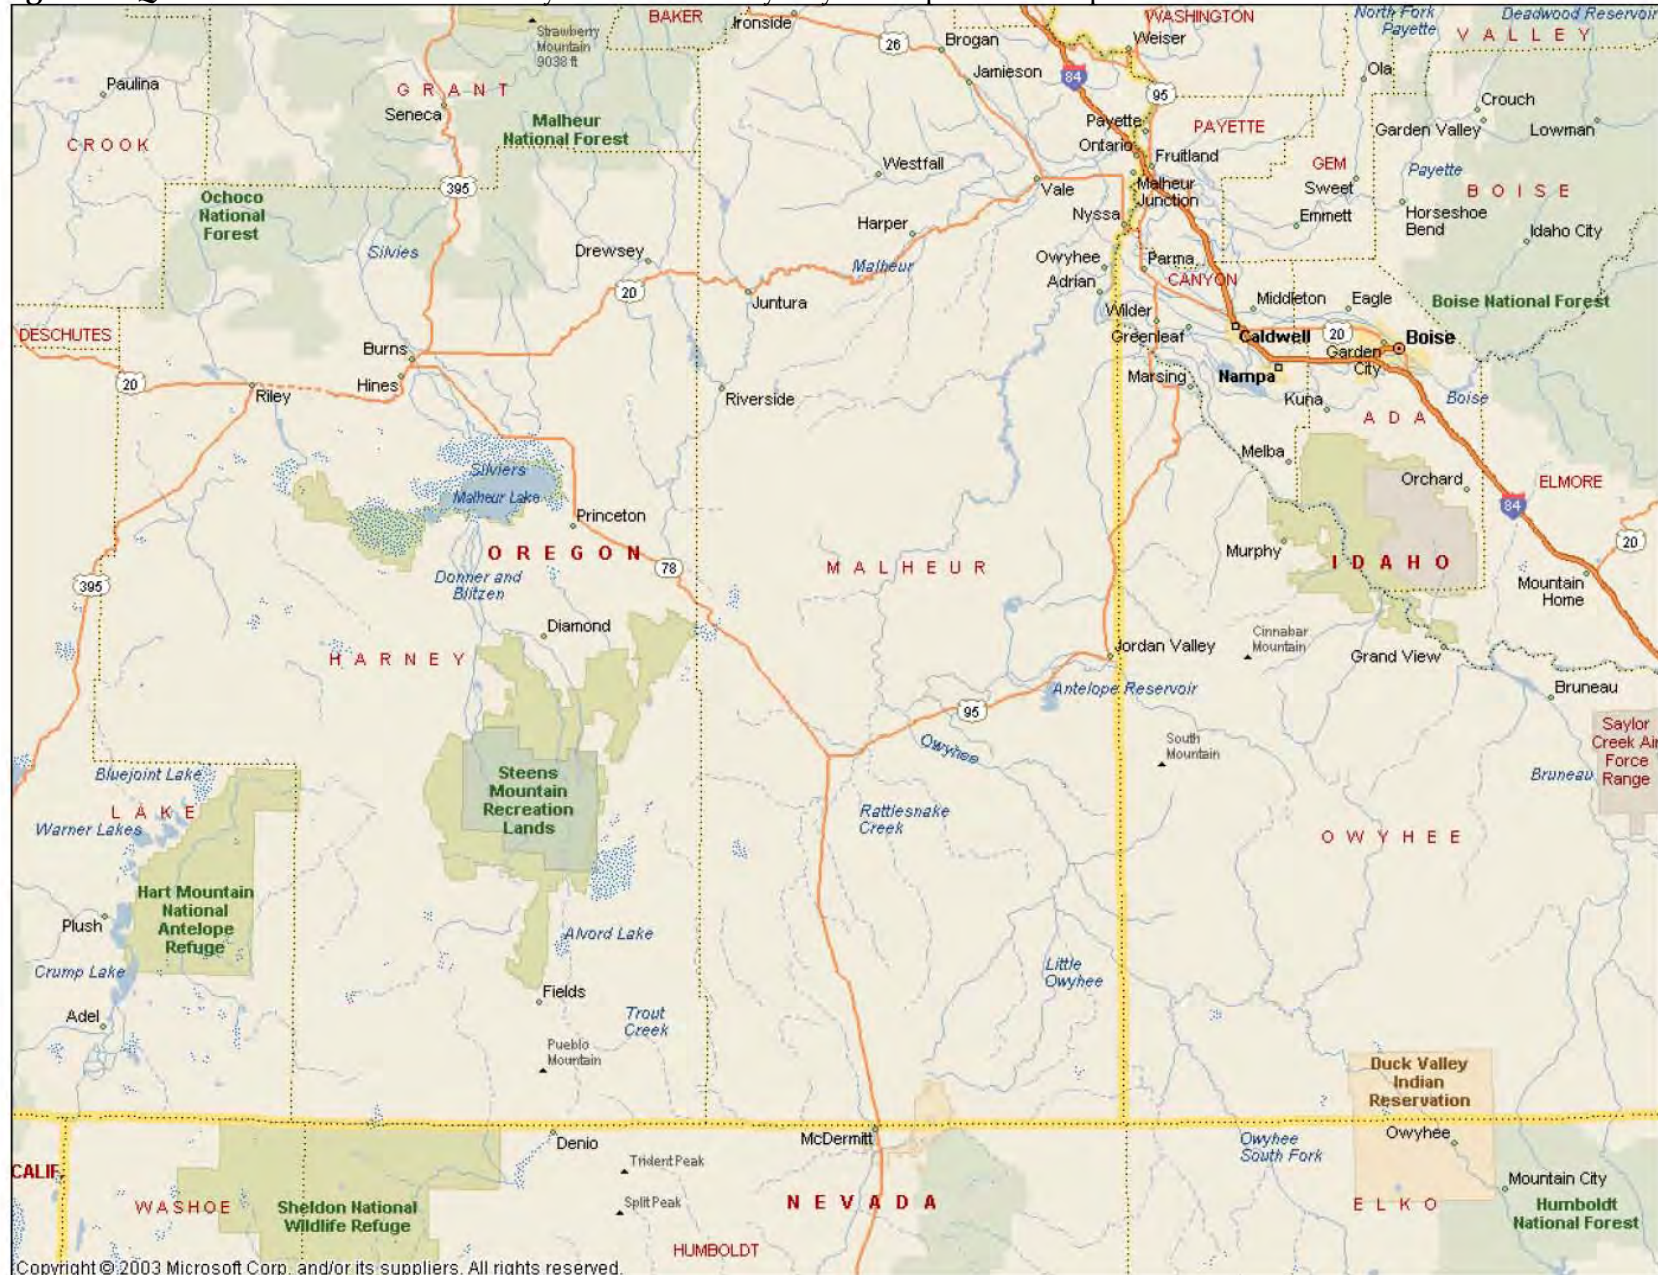 BAKER
Ironside
WASHINGTON
North Fork
Payette
Deadwood Reservoir
VALLEY
Strawberry
Mountain
9038 ft
26
Brogan
Weiser
Jamieson
84
Ola
Paulina
GRANT
Seneca
95
Crouch
Malheur
National Forest
Payette
PAYETTE
Garden Valley
Lowman
CROOK
Ontario
Fruitland
Westfall
GEM
Payette
395
Vale
Malheur
Junction
Sweet
BOISE
Ochoco
National
Forest
Nyssa
Emmett
Horseshoe
Bend
Harper
Idaho City
Silvies
Drewsey
Malheur
Owyhee
Parma
Adrian
CANYON
20
Juntura
Middleton
Eagle
Boise National Forest
Wilder
DESCHUTES
Greenleaf
Caldwell
20
Boise
Burns
Garden
City
20
Hines
Riley
Riverside
Marsing
Nampa
Kuna
Boise
ADA
Melba
Silviers
Malheur Lake
Orchard
ELMORE
84
Princeton
20
OREGON
Murphy
IDAHO
78
MALHEUR
395
Donner and
Blitzen
Mountain
Home
Diamond
Cinnabar
Mountain
HARNEY
Jordan Valley
Grand View
Antelope Reservoir
Bruneau
95
Saylor
Creek Air
Force
Range
Owyhee
South
Mountain
Bluejoint Lake
Steens
Mountain
Recreation
Lands
Bruneau
LAKE
Warner Lakes
Rattlesnake
Creek
OWYHEE
Hart Mountain
National
Antelope
Refuge
Plush
Alvord Lake
Crump Lake
Little
Owyhee
Fields
Adel
Trout
Creek
Pueblo
Mountain
Duck Valley
Indian
Reservation
McDermitt
Denio
Owyhee
Owyhee
South Fork
CALIF.
Trident Peak
Mountain City
WASHOE
Sheldon National
Wildlife Refuge
Split Peak
NEVADA
ELKO
Humboldt
National Forest
HUMBOLDT
Copyright © 2003 Microsoft Corp. and/or its suppliers. All rights reserved.